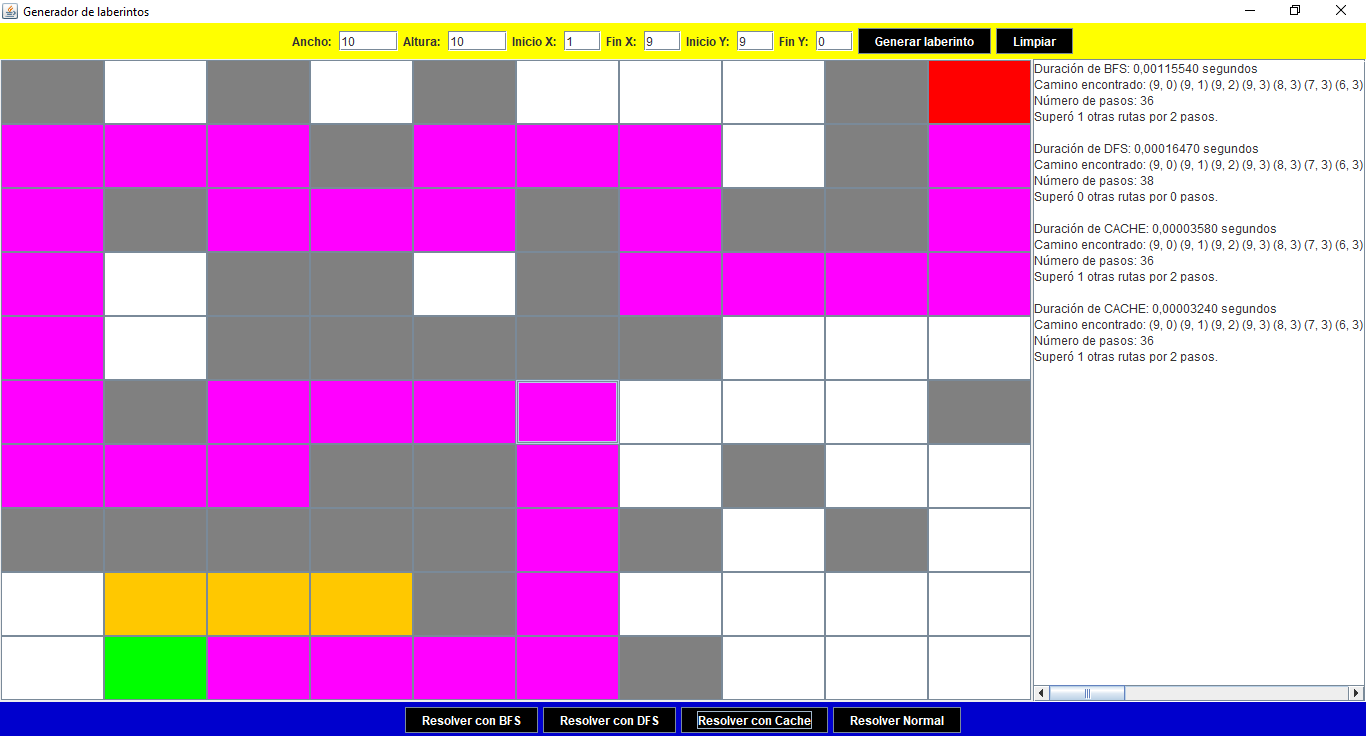 Generador de laberintos
Ancho: 10 Altura: 10 Inicio X: 1 Fin X: 9 Inicio Y: 9 Fin Y: 0 Generar laberinto Limpiar
Duración de BFS: 0,00115540 segundos
Camino encontrado: (9, 0) (9, 1) (9, 2) (9, 3) (8, 3) (7, 3) (6, 3)
Número de pasos: 36
Superó 1 otras rutas por 2 pasos.
Duración de DFS: 0,00016470 segundos
Camino encontrado: (9, 0) (9, 1) (9, 2) (9, 3) (8, 3) (7, 3) (6, 3)
Número de pasos: 38
Superó 0 otras rutas por 0 pasos.
Duración de CACHE: 0,00003580 segundos
Camino encontrado: (9, 0) (9, 1) (9, 2) (9, 3) (8, 3) (7, 3) (6, 3)
Número de pasos: 36
Superó 1 otras rutas por 2 pasos.
Duración de CACHE: 0,00003240 segundos
Camino encontrado: (9, 0) (9, 1) (9, 2) (9, 3) (8, 3) (7, 3) (6, 3)
Número de pasos: 36
Superó 1 otras rutas por 2 pasos.
Resolver con BFS Resolver con DFS Resolver con Cache Resolver Normal